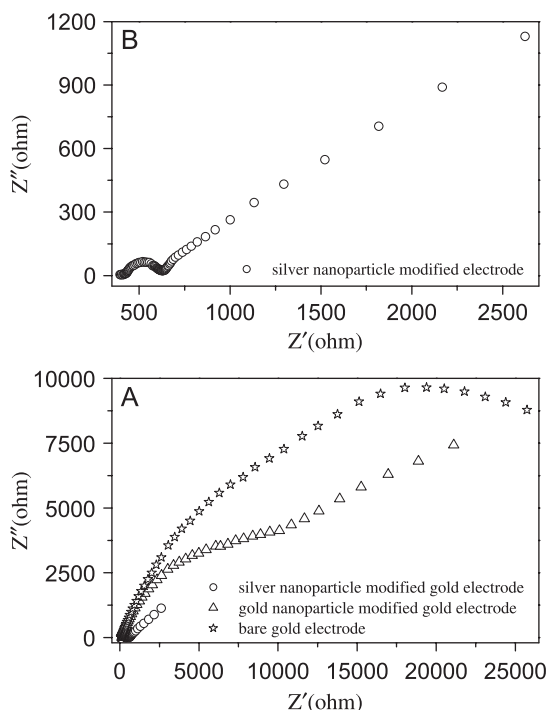 B
1200
900
600
300
0
Z″(ohm)
silver nanoparticle modified electrode
500
1000
1500
2000
2500
Z′(ohm)
A
10000
7500
5000
2500
0
Z″(ohm)
silver nanoparticle modified gold electrode
gold nanoparticle modified gold electrode
bare gold electrode
0
5000
10000
15000
20000
25000
Z′(ohm)